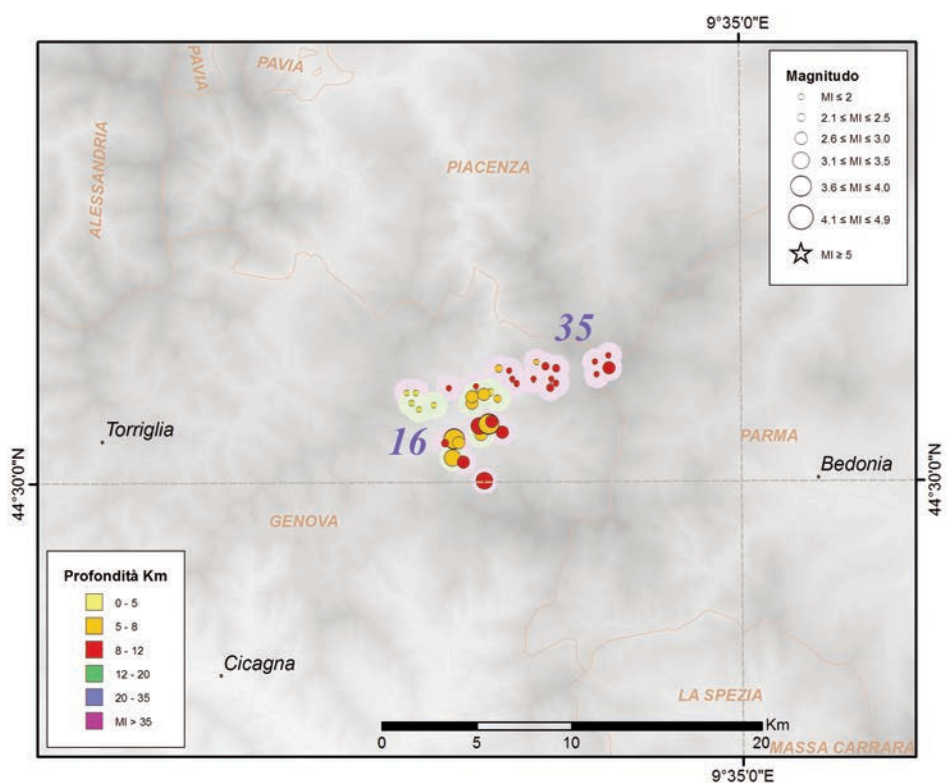 9°35'0"E
PAVIA
PAVIA
ALESSANDRIA
PIACENZA
Magnitudo
Ml ≤ 2
2.1 ≤ Ml ≤ 2.5
2.6 ≤ Ml ≤ 3.0
3.1 ≤ Ml ≤ 3.5
3.6 ≤ Ml ≤ 4.0
4.1 ≤ Ml ≤ 4.9
Ml ≥ 5
35
16
Torriglia
PARMA
Bedonia
44°30'0"N
44°30'0"N
GENOVA
Profondità Km
0 - 5
5 - 8
8 - 12
12 - 20
20 - 35
Ml > 35
Cicagna
LA SPEZIA
Km
0 5 10 20
MASSA CARRARA
9°35'0"E